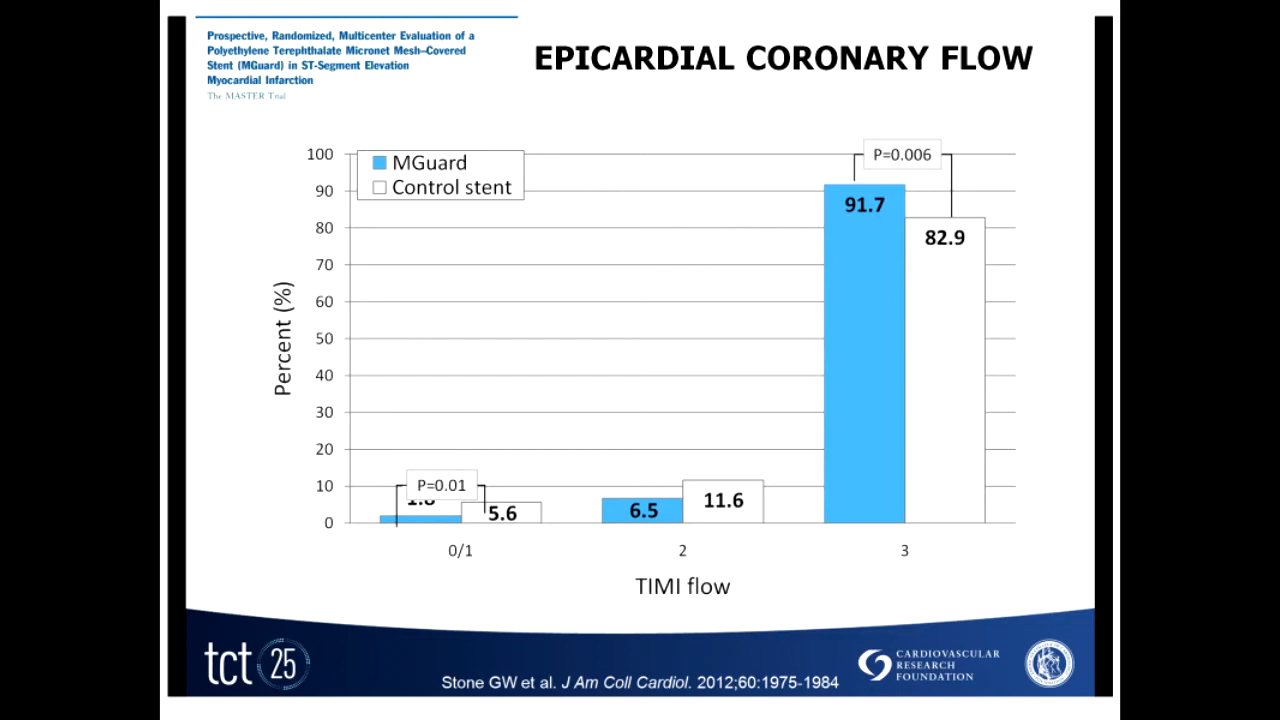 Prospective, Randomized, Multicenter Evaluation of a
Polyethylene Terephthalate Micronet Mesh–Covered
Stent (MGuard) in ST-Segment Elevation
Myocardial Infarction
The MASTER Trial
EPICARDIAL CORONARY FLOW
MGuard
Control stent
Percent (%)
100
90
80
70
60
50
40
30
20
10
0
P=0.01
5.6
6.5
11.6
P=0.006
91.7
82.9
0/1
2
3
TIMI flow
tct 25
Stone GW et al. J Am Coll Cardiol. 2012;60:1975-1984
CARDIOVASCULAR
RESEARCH
FOUNDATION